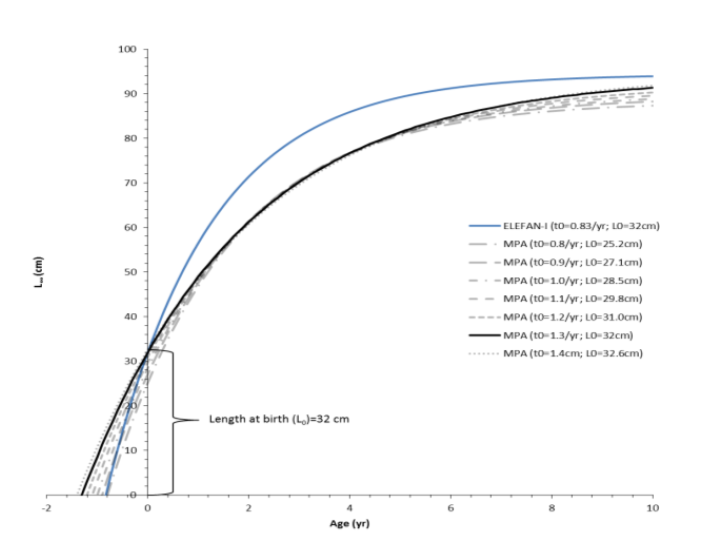 100
90
80
70
60
50
40
30
20
10
0
-2
0
2
4
6
8
10
L∞(cm)
Age (yr)
ELEFAN-I (t0=0.83/yr; L0=32cm)
MPA (t0=0.8/yr; L0=25.2cm)
MPA (t0=0.9/yr; L0=27.1cm)
MPA (t0=1.0/yr; L0=28.5cm)
MPA (t0=1.1/yr; L0=29.8cm)
MPA (t0=1.2/yr; L0=31.0cm)
MPA (t0=1.3/yr; L0=32cm)
MPA (t0=1.4cm; L0=32.6cm)
Length at birth (L₀)=32 cm